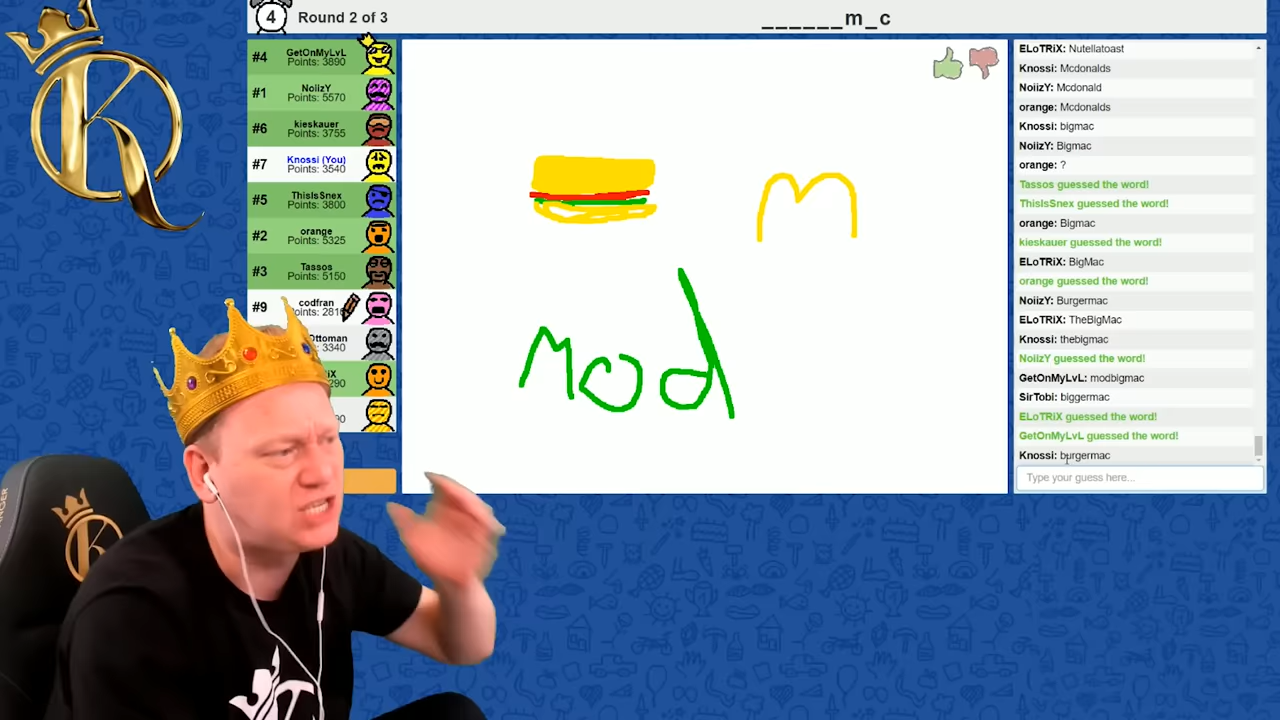 4
Round 2 of 3
______m_c
#4 GetOnMyLvL
Points: 3890
#1 NoiizY
Points: 5570
#6 kieskauer
Points: 3755
#7 Knossi (You)
Points: 3540
#5 ThisIsSnex
Points: 3800
#2 orange
Points: 5325
#3 Tassos
Points: 5150
#9 codfran
Ottoman
3340
iX
290
m
Mod
ELoTRiX: Nutellatoast
Knossi: Mcdonalds
NoiizY: Mcdonald
orange: Mcdonalds
Knossi: bigmac
NoiizY: Bigmac
orange: ?
Tassos guessed the word!
ThisIsSnex guessed the word!
orange: Bigmac
kieskauer guessed the word!
ELoTRiX: BigMac
orange guessed the word!
NoiizY: Burgermac
ELoTRiX: TheBigMac
Knossi: thebigmac
NoiizY guessed the word!
GetOnMyLvL: modbigmac
SirTobi: biggermac
ELoTRiX guessed the word!
GetOnMyLvL guessed the word!
Knossi: burgermac
Type your guess here...
K